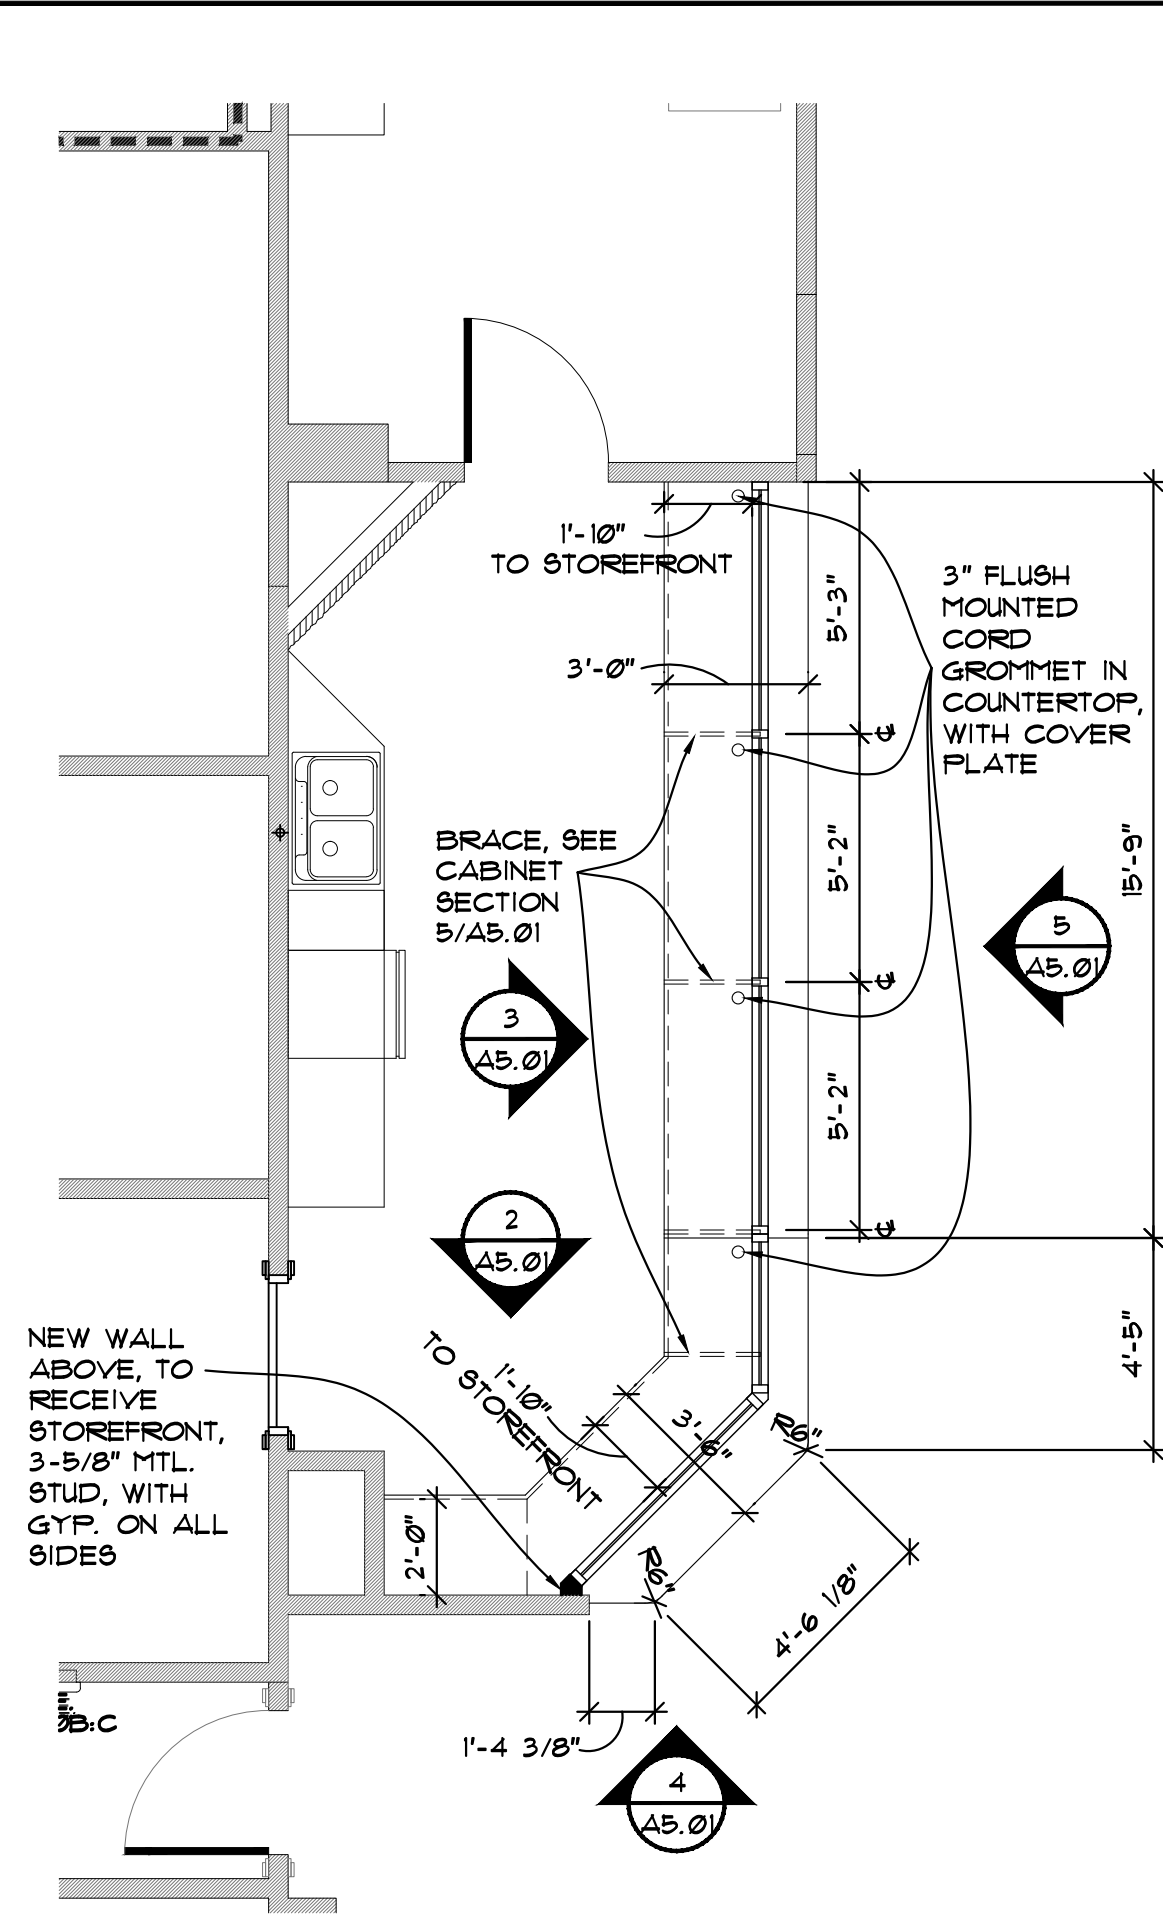 1'-10"
TO STOREFRONT
3'-0"
5'-3"
3" FLUSH
MOUNTED
CORD
GROMMET IN
COUNTERTOP,
WITH COVER
PLATE
BRACE, SEE
CABINET
SECTION
5/A5.01
5'-2"
15'-9"
5
A5.01
3
A5.01
5'-2"
2
A5.01
4'-5"
NEW WALL
ABOVE, TO
RECEIVE
STOREFRONT,
3-5/8" MTL.
STUD, WITH
GYP. ON ALL
SIDES
1'-10"
TO STOREFRONT
3'-6"
R6"
2'-0"
R6"
4'-6 1/8"
1'-4 3/8"
4
A5.01
B:C